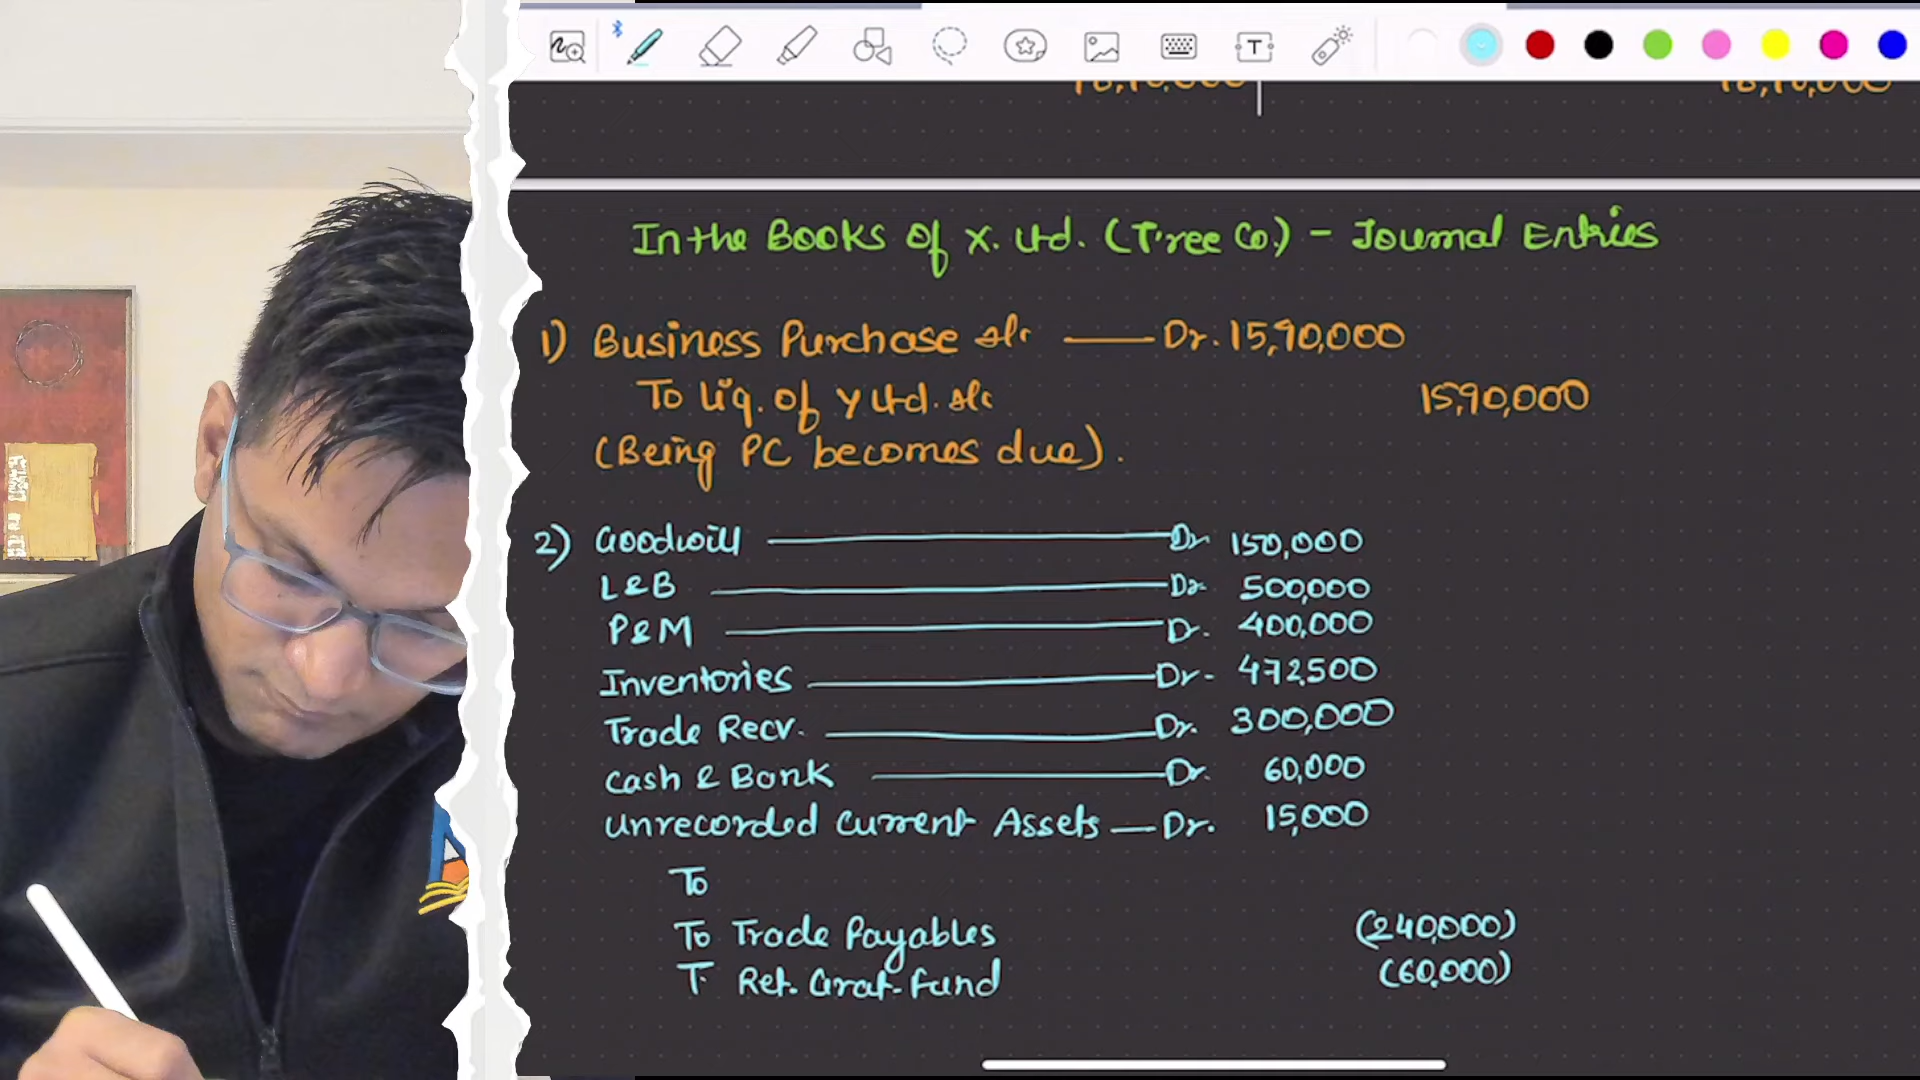 In the Books of X. Ltd. (T'ree Co.) - Journal Entries
1) Business Purchase A/c —— Dr. 15,90,000
To Liq. of Y Ltd. A/c 15,90,000
(Being PC becomes due).
2) Goodwill —— Dr 150,000
L&B —— Dr 500,000
P&M —— Dr. 400,000
Inventories —— Dr- 472,500
Trade Recv. —— Dr. 300,000
Cash & Bank —— Dr. 60,000
Unrecorded Current Assets — Dr. 15,000
To
To Trade Payables (240,000)
T. Ret. Grat. Fund (60,000)